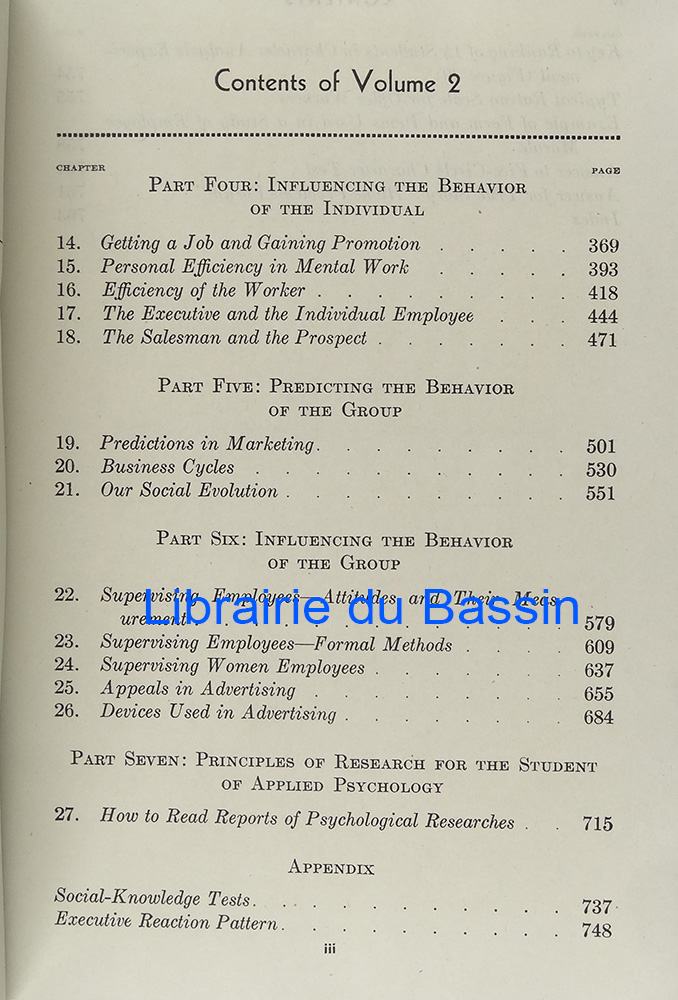 Contents of Volume 2
CHAPTER PAGE
PART FOUR: INFLUENCING THE BEHAVIOR
OF THE INDIVIDUAL
14. Getting a Job and Gaining Promotion . . . . . 369
15. Personal Efficiency in Mental Work . . . . . 393
16. Efficiency of the Worker . . . . . . . . . 418
17. The Executive and the Individual Employee . . . 444
18. The Salesman and the Prospect . . . . . . . 471
PART FIVE: PREDICTING THE BEHAVIOR
OF THE GROUP
19. Predictions in Marketing . . . . . . . . . 501
20. Business Cycles . . . . . . . . . . . 530
21. Our Social Evolution . . . . . . . . . . 551
PART SIX: INFLUENCING THE BEHAVIOR
OF THE GROUP
22. Supervising Employees—Attitudes and Their Meas-
Librairie du Bassin
urement . . . . . . . . . . . . . 579
23. Supervising Employees—Formal Methods . . . . 609
24. Supervising Women Employees . . . . . . . 637
25. Appeals in Advertising . . . . . . . . . 655
26. Devices Used in Advertising . . . . . . . . 684
PART SEVEN: PRINCIPLES OF RESEARCH FOR THE STUDENT
OF APPLIED PSYCHOLOGY
27. How to Read Reports of Psychological Researches . . 715
APPENDIX
Social-Knowledge Tests . . . . . . . . . . 737
Executive Reaction Pattern . . . . . . . . . 748
iii